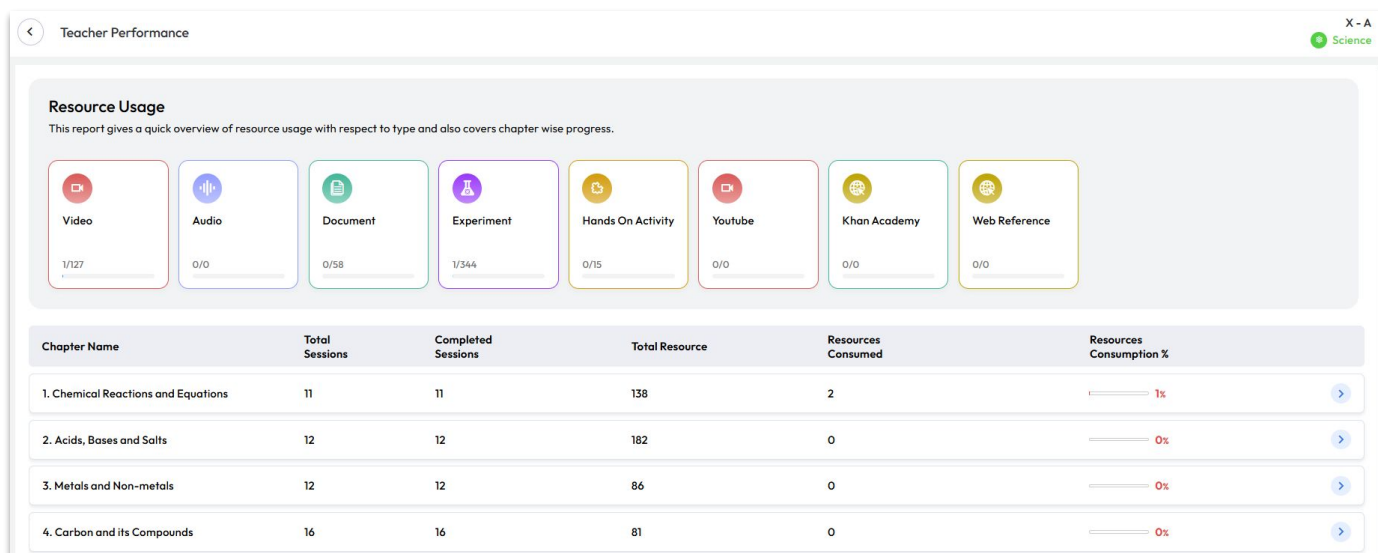 Teacher Performance
X - A
Science
Resource Usage
This report gives a quick overview of resource usage with respect to type and also covers chapter wise progress.
Video Audio Document Experiment Hands On Activity Youtube Khan Academy Web Reference
1/127 0/0 0/58 1/344 0/15 0/0 0/0 0/0
Chapter Name Total Sessions Completed Sessions Total Resource Resources Consumed Resources Consumption %
1. Chemical Reactions and Equations 11 11 138 2 1%
2. Acids, Bases and Salts 12 12 182 0 0%
3. Metals and Non-metals 12 12 86 0 0%
4. Carbon and its Compounds 16 16 81 0 0%